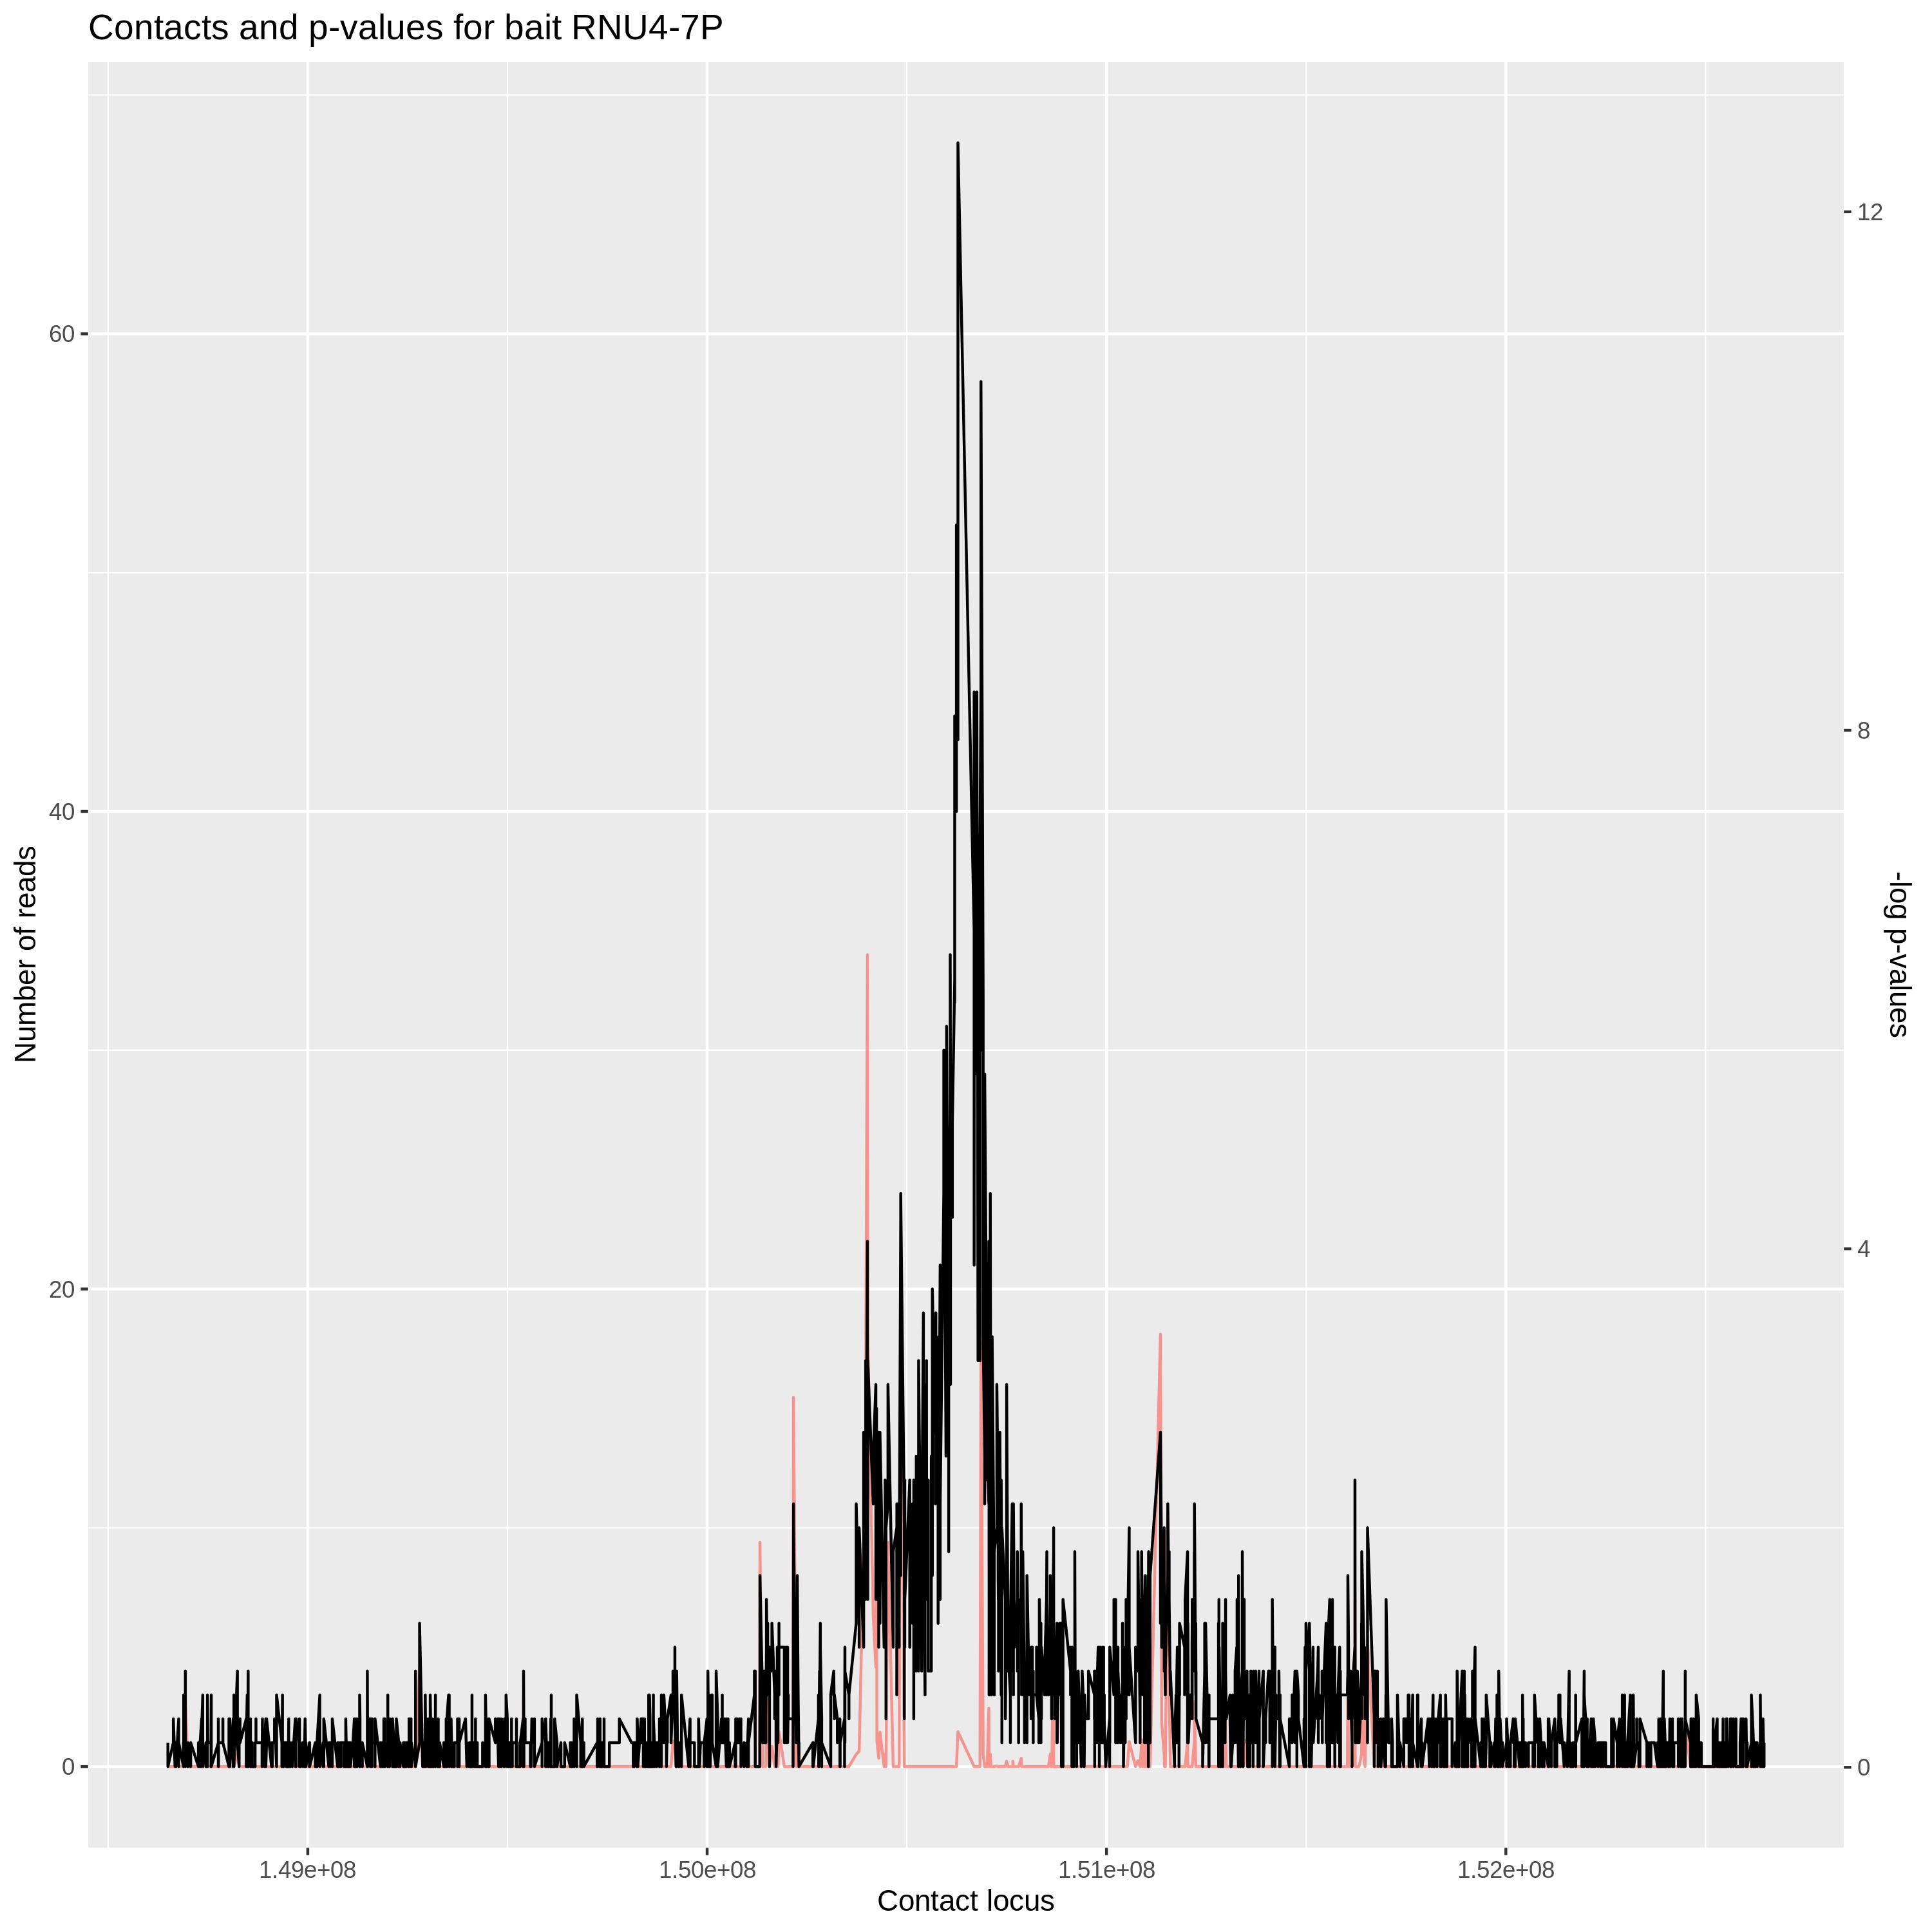 Contacts and p-values for bait RNU4-7P
12
60
8
40
Number of reads
-log p-values
4
20
0
0
1.49e+08 1.50e+08 1.51e+08 1.52e+08
Contact locus